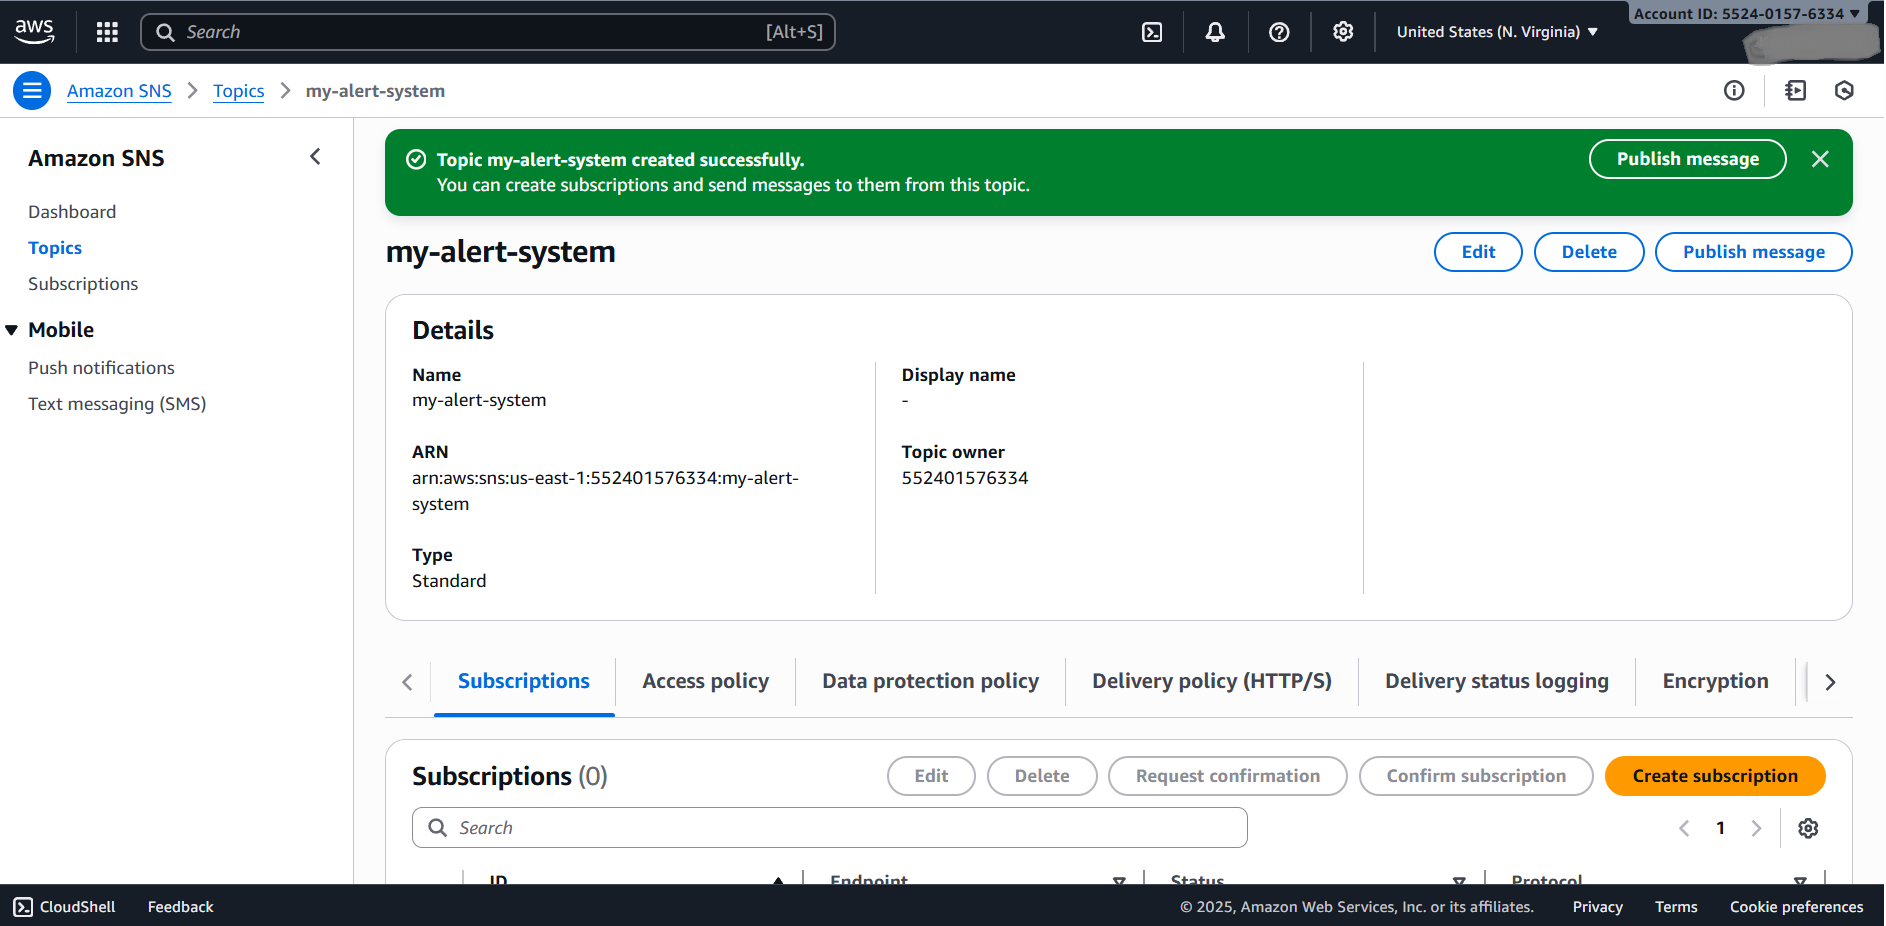 aws
Search [Alt+S]
United States (N. Virginia)
Account ID: 5524-0157-6334
Amazon SNS
Topics
my-alert-system
Amazon SNS
Dashboard
Topics
Subscriptions
Mobile
Push notifications
Text messaging (SMS)
Topic my-alert-system created successfully.
You can create subscriptions and send messages to them from this topic.
Publish message
my-alert-system
Edit
Delete
Publish message
Details
Name
my-alert-system
ARN
arn:aws:sns:us-east-1:552401576334:my-alert-
system
Type
Standard
Display name
-
Topic owner
552401576334
Subscriptions
Access policy
Data protection policy
Delivery policy (HTTP/S)
Delivery status logging
Encryption
Subscriptions (0)
Edit
Delete
Request confirmation
Confirm subscription
Create subscription
Search
1
ID
Endpoint
Status
Protocol
CloudShell
Feedback
© 2025, Amazon Web Services, Inc. or its affiliates.
Privacy
Terms
Cookie preferences